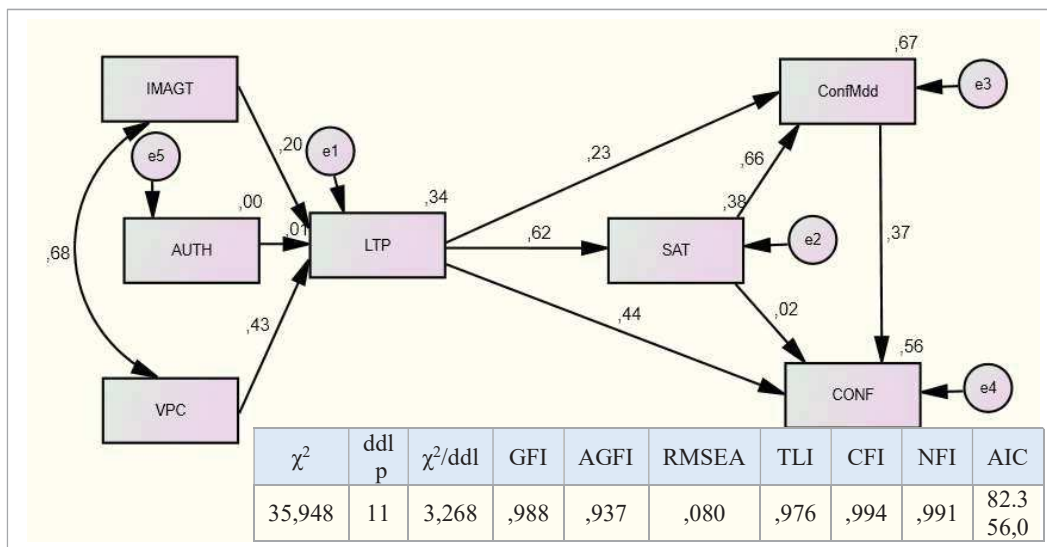 ,67
IMAGT
ConfMdd
e3
e5
,20
e1
,23
,66
,00
,34
,38
AUTH
,01
LTP
,62
SAT
e2
,37
,68
,43
,44
,02
,56
VPC
CONF
e4
χ² ddl p χ²/ddl GFI AGFI RMSEA TLI CFI NFI AIC
35,948 11 3,268 ,988 ,937 ,080 ,976 ,994 ,991 82.3 56,0